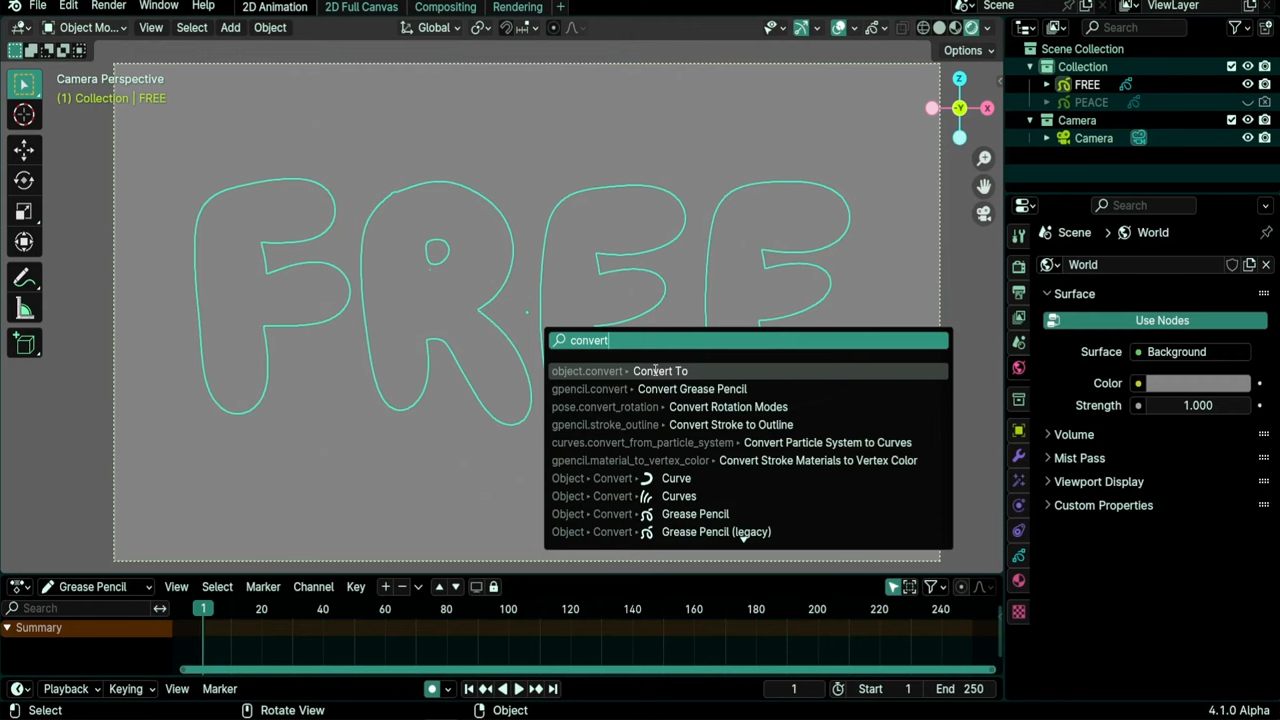 File Edit Render Window Help 2D Animation 2D Full Canvas Compositing Rendering + Scene ViewLayer
Object Mo... View Select Add Object Global Search
Options
Camera Perspective
(1) Collection | FREE
Z
-Y
X
FREE
convert
object.convert ▸ Convert To
gpencil.convert ▸ Convert Grease Pencil
pose.convert_rotation ▸ Convert Rotation Modes
gpencil.stroke_outline ▸ Convert Stroke to Outline
curves.convert_from_particle_system ▸ Convert Particle System to Curves
gpencil.material_to_vertex_color ▸ Convert Stroke Materials to Vertex Color
Object ▸ Convert ▸ Curve
Object ▸ Convert ▸ Curves
Object ▸ Convert ▸ Grease Pencil
Object ▸ Convert ▸ Grease Pencil (legacy)
Scene Collection
Collection
FREE
PEACE
Camera
Camera
Search
Scene > World
World
Surface
Use Nodes
Surface Background
Color
Strength 1.000
Volume
Mist Pass
Viewport Display
Custom Properties
Grease Pencil View Select Marker Channel Key
Search 1 20 40 60 80 100 120 140 160 180 200 220 240
Summary
Playback Keying View Marker 1 Start 1 End 250
Select Rotate View Object 4.1.0 Alpha